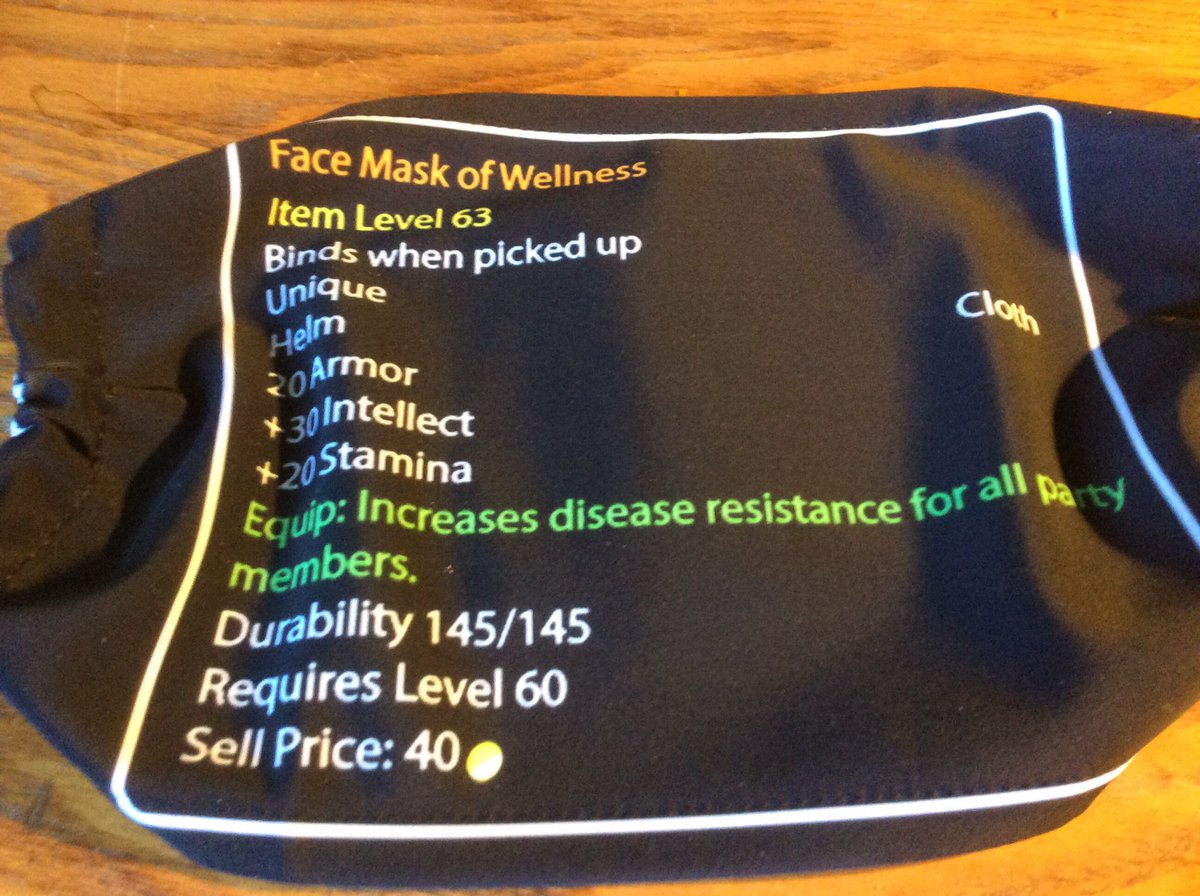 Face Mask of Wellness
Item Level 63
Binds when picked up
Unique
Helm Cloth
20 Armor
+30 Intellect
+20 Stamina
Equip: Increases disease resistance for all party
members.
Durability 145/145
Requires Level 60
Sell Price: 40